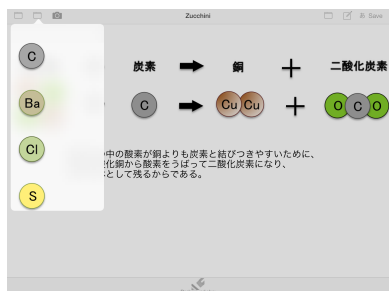 Zucchini
Save
C
炭素 銅 + 二酸化炭素
Ba
C Cu Cu + O C O
Cl
中の酸素が銅よりも炭素と結びつきやすいために、
化銅から酸素をうばって二酸化炭素になり、
として残るからである。
S